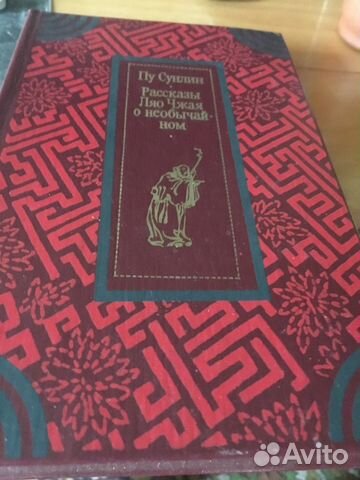 Пу Сунлин
Рассказы
Ляо Чжая
о необычай-
ном
Avito